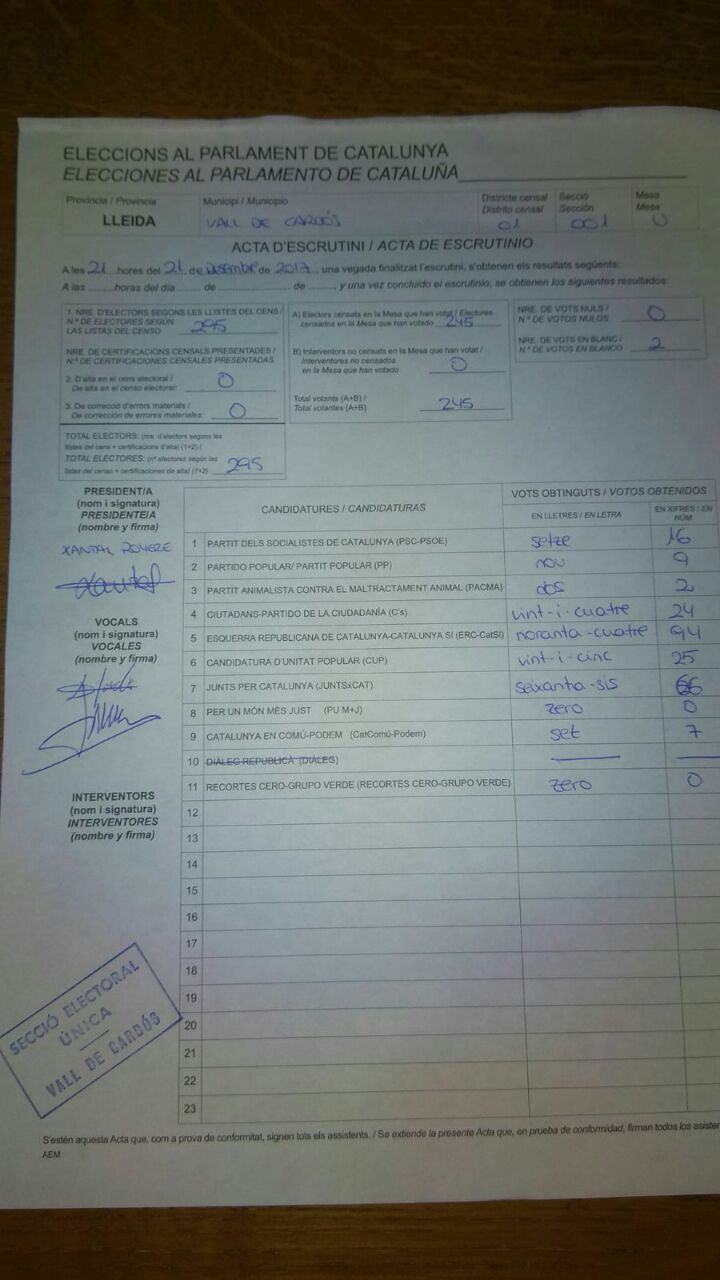 ELECCIONS AL PARLAMENT DE CATALUNYA
ELECCIONES AL PARLAMENTO DE CATALUÑA
Provincia / Provincia Municipi / Municipio Districte censal Distrito censal Secció Sección Mesa Mesa
LLEIDA VALL DE CARDÓS 01 001 U
ACTA D'ESCRUTINI / ACTA DE ESCRUTINIO
A les 21 hores del 21 de Desembre de 2017, una vegada finalitzat l'escrutini, s'obtenen els resultats següents:
A las ......horas del día ..... de ..... de ....., y una vez concluido el escrutinio, se obtienen los siguientes resultados:
1. NRE. D'ELECTORS SEGONS LES LLISTES DEL CENS /
N.º DE ELECTORES SEGÚN
LAS LISTAS DEL CENSO 295
NRE. DE CERTIFICACIONS CENSALS PRESENTADES /
N.º DE CERTIFICACIONES CENSALES PRESENTADAS
2. D'alta en el cens electoral /
De alta en el censo electoral: 0
3. De correcció d'errors materials /
De corrección de errores materiales: 0
TOTAL ELECTORS: (nre. d'electors segons les
llistes del cens + certificacions d'alta) (1+2) /
TOTAL ELECTORES: (nº electores según las
listas del censo + certificaciones de alta) (1+2) 295
A) Electors censats en la Mesa que han votat / Electores
censados en la Mesa que han votado 245
B) Interventors no censats en la Mesa que han votat /
Interventores no censados
en la Mesa que han votado 0
Total votants (A+B) /
Total votantes (A+B) 245
NRE. DE VOTS NULS /
N.º DE VOTOS NULOS 0
NRE. DE VOTS EN BLANC /
N.º DE VOTOS EN BLANCO 2
PRESIDENT/A
(nom i signatura)
PRESIDENTE/A
(nombre y firma)
XANTAL ROVERE
Xantal
VOCALS
(nom i signatura)
VOCALES
(nombre y firma)
INTERVENTORS
(nom i signatura)
INTERVENTORES
(nombre y firma)
CANDIDATURES / CANDIDATURAS VOTS OBTINGUTS / VOTOS OBTENIDOS
EN LLETRES / EN LETRA EN XIFRES / EN NÚM.
1 PARTIT DELS SOCIALISTES DE CATALUNYA (PSC-PSOE) setze 16
2 PARTIDO POPULAR/ PARTIT POPULAR (PP) nou 9
3 PARTIT ANIMALISTA CONTRA EL MALTRACTAMENT ANIMAL (PACMA) dos 2
4 CIUTADANS-PARTIDO DE LA CIUDADANÍA (C's) vint-i-cuatre 24
5 ESQUERRA REPUBLICANA DE CATALUNYA-CATALUNYA SÍ (ERC-CatSí) noranta-cuatre 94
6 CANDIDATURA D'UNITAT POPULAR (CUP) vint-i-cinc 25
7 JUNTS PER CATALUNYA (JUNTSxCAT) seixanta-sis 66
8 PER UN MÓN MÉS JUST (PU M+J) zero 0
9 CATALUNYA EN COMÚ-PODEM (CatComú-Podem) set 7
10 DIÀLEG REPUBLICÀ (DIÀLEG)
11 RECORTES CERO-GRUPO VERDE (RECORTES CERO-GRUPO VERDE) zero 0
12
13
14
15
16
17
18
19
20
21
22
23
SECCIÓ ELECTORAL
ÚNICA
VALL DE CARDÓS
S'estén aquesta Acta que, com a prova de conformitat, signen tots els assistents. / Se extiende la presente Acta que, en prueba de conformidad, firman todos los asisten
AEM